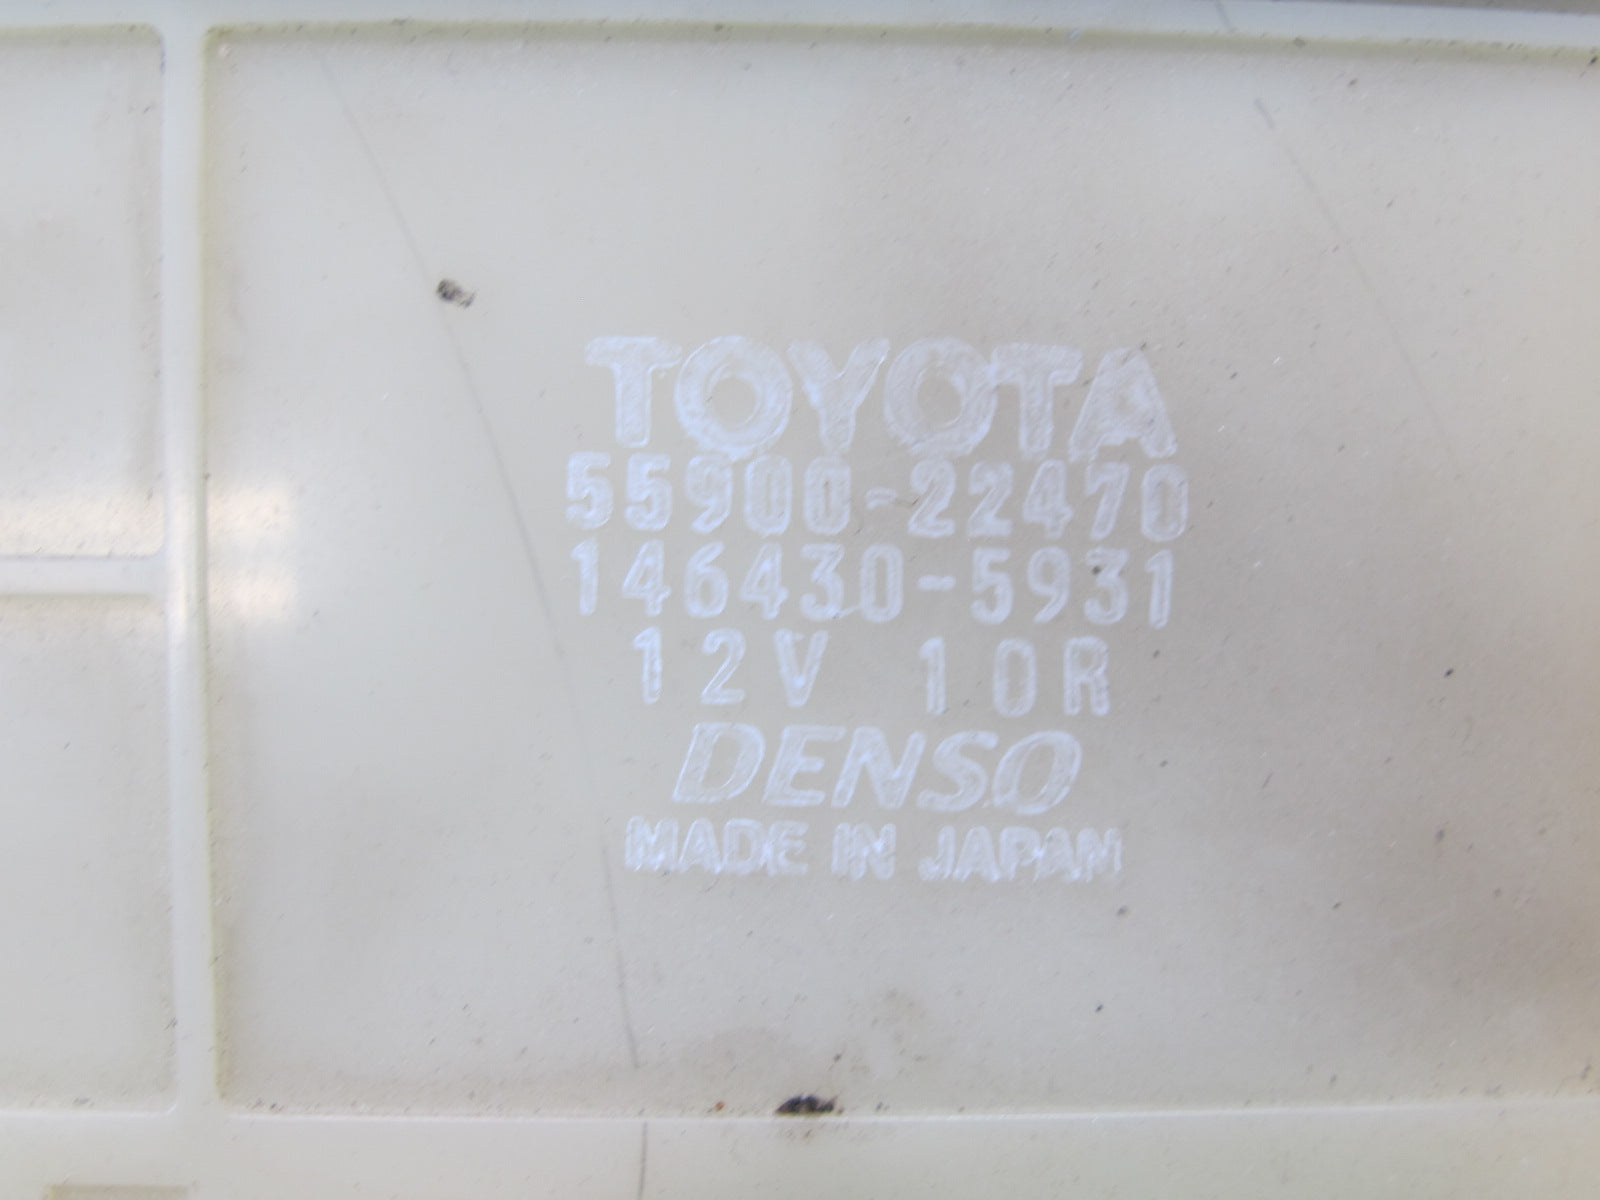 TOYOTA
55900-22470
146430-5931
12V 10R
DENSO
MADE IN JAPAN